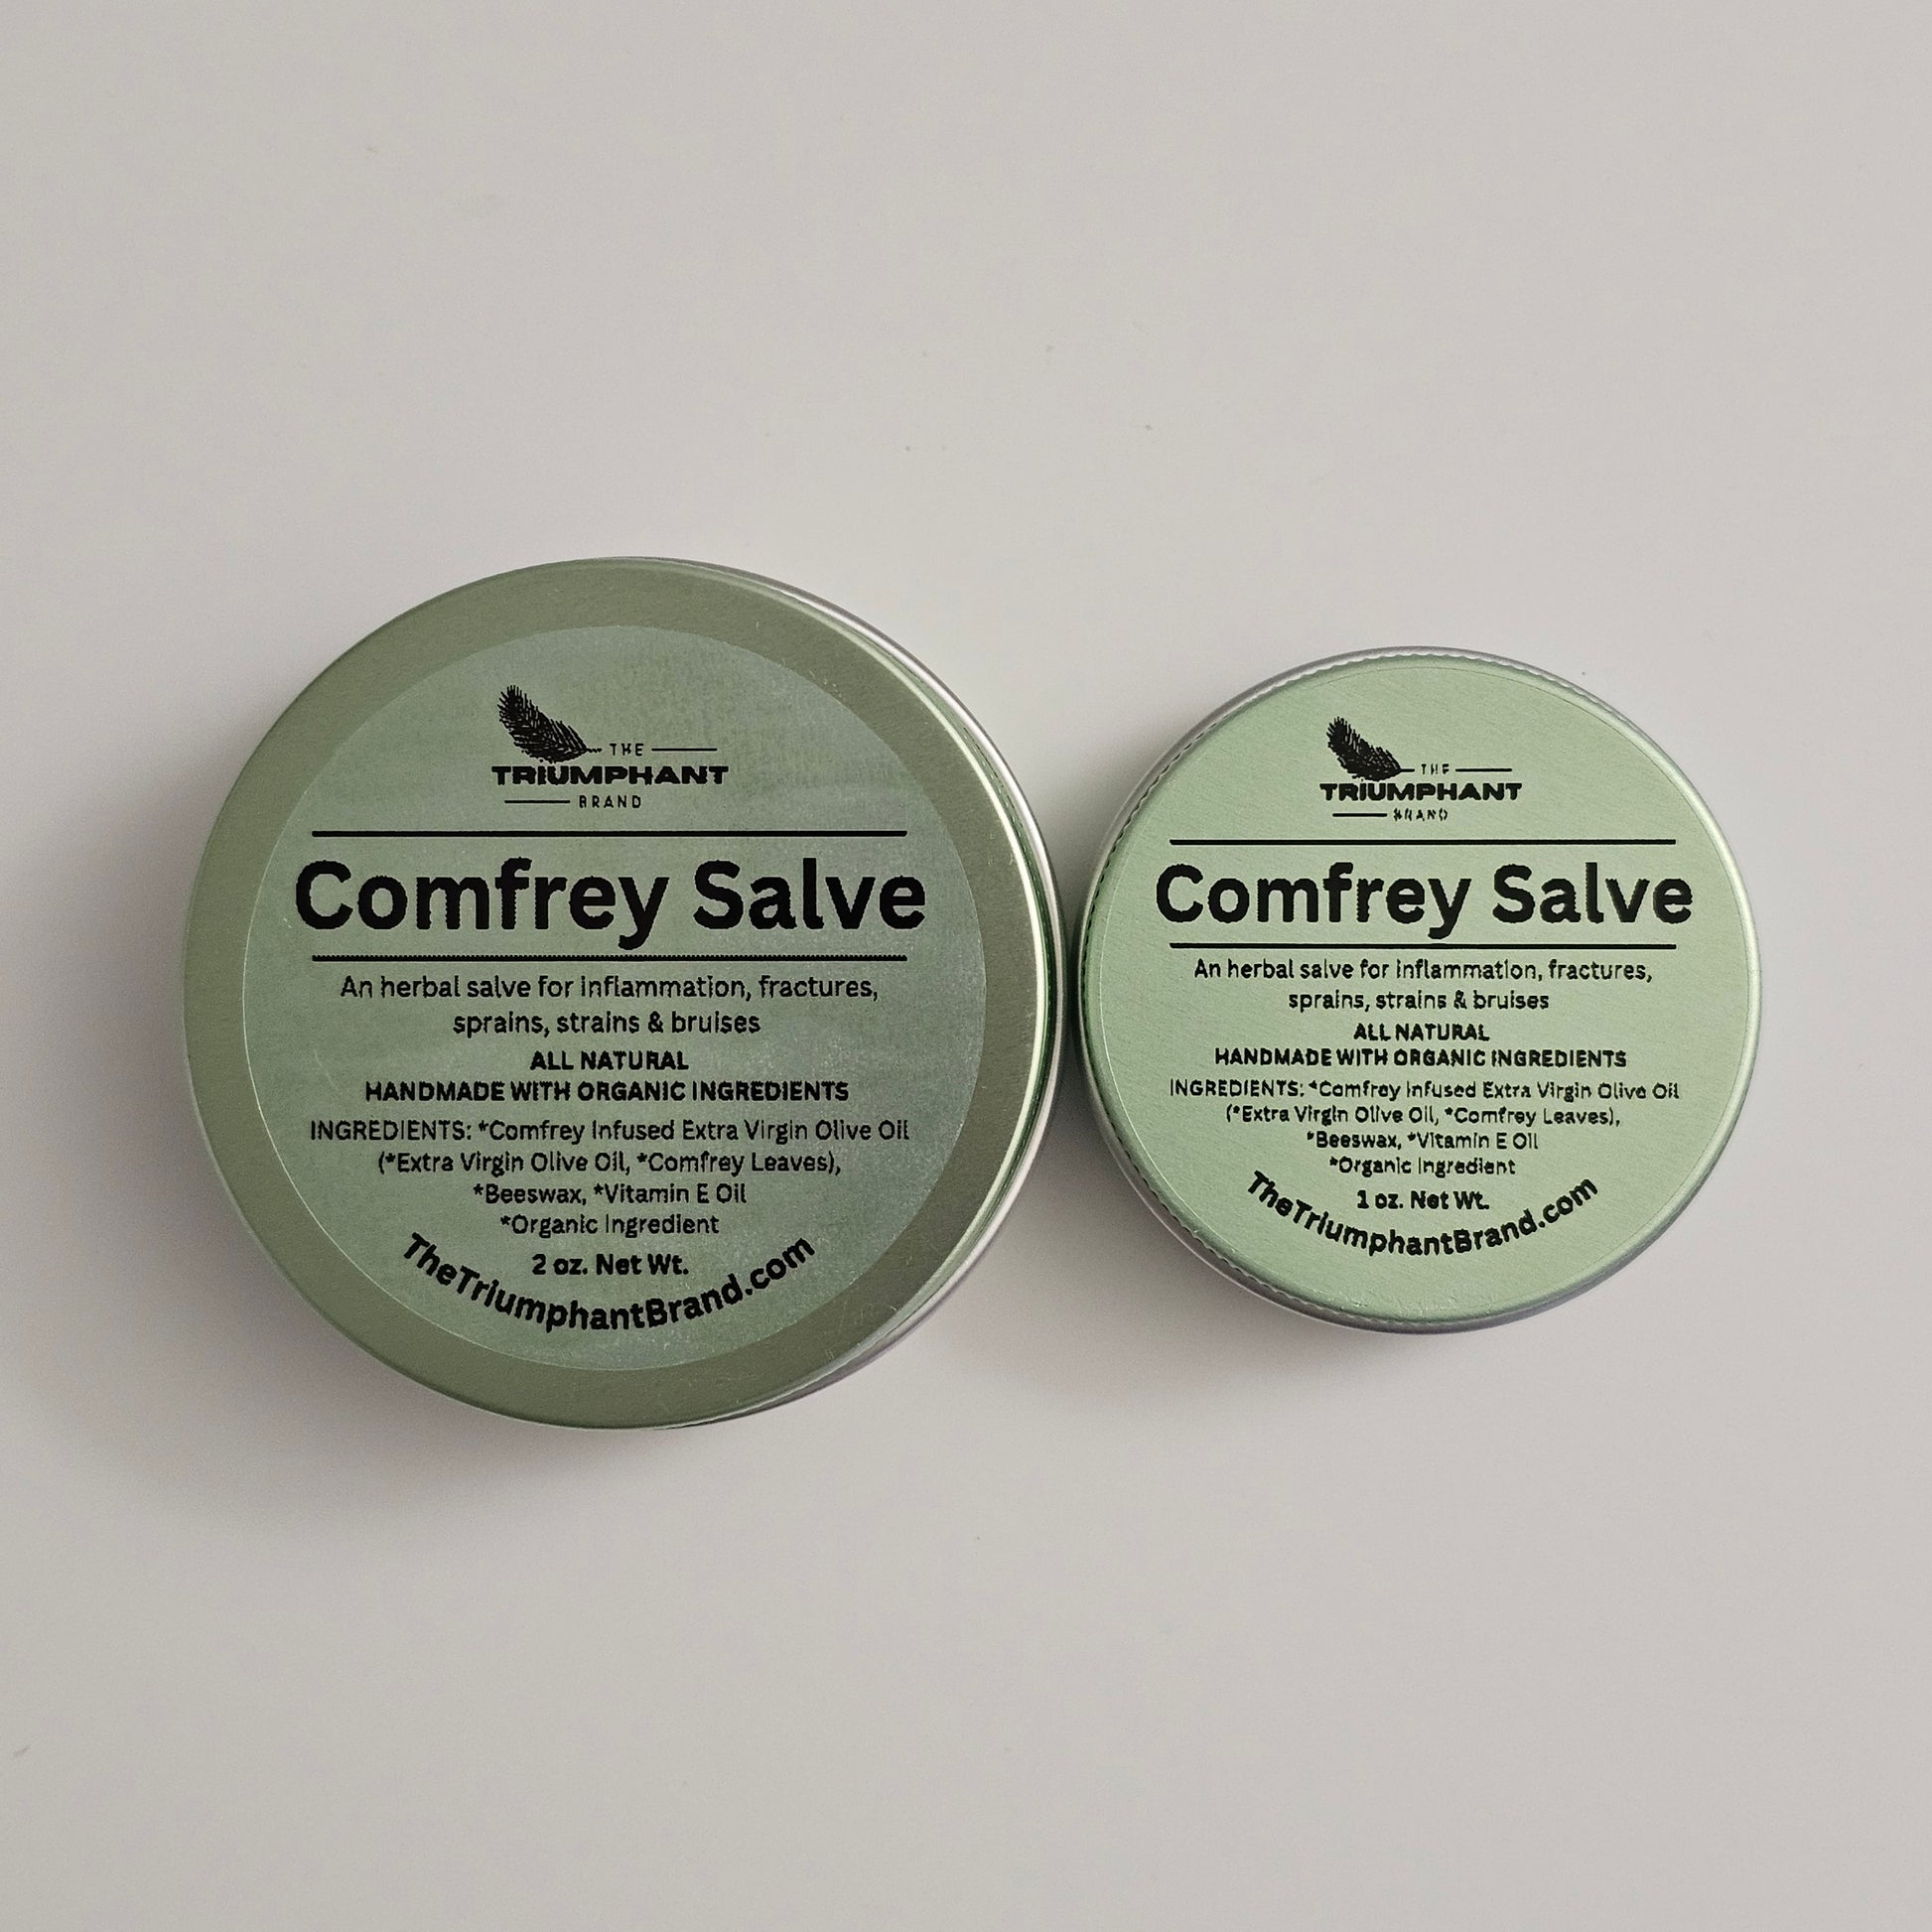 THE
TRIUMPHANT
BRAND
Comfrey Salve
An herbal salve for inflammation, fractures,
sprains, strains & bruises
ALL NATURAL
HANDMADE WITH ORGANIC INGREDIENTS
INGREDIENTS: *Comfrey Infused Extra Virgin Olive Oil
(*Extra Virgin Olive Oil, *Comfrey Leaves),
*Beeswax, *Vitamin E Oil
*Organic Ingredient
2 oz. Net Wt.
TheTriumphantBrand.com
THE
TRIUMPHANT
BRAND
Comfrey Salve
An herbal salve for inflammation, fractures,
sprains, strains & bruises
ALL NATURAL
HANDMADE WITH ORGANIC INGREDIENTS
INGREDIENTS: *Comfrey Infused Extra Virgin Olive Oil
(*Extra Virgin Olive Oil, *Comfrey Leaves),
*Beeswax, *Vitamin E Oil
*Organic Ingredient
1 oz. Net Wt.
TheTriumphantBrand.com